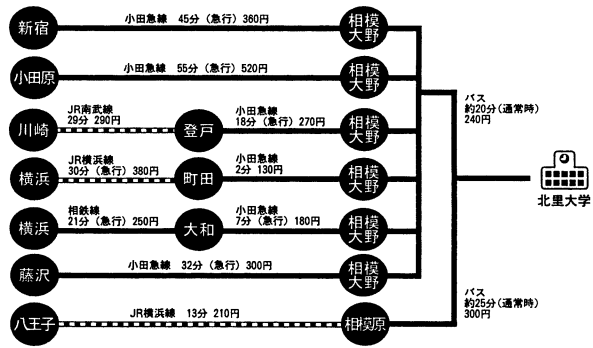 新宿
小田急線 45分（急行）360円
相模
大野
小田原
小田急線 55分（急行）520円
相模
大野
川崎
JR南武線
29分 290円
登戸
小田急線
18分（急行）270円
相模
大野
横浜
JR横浜線
30分（急行）380円
町田
小田急線
2分 130円
相模
大野
横浜
相鉄線
21分（急行）250円
大和
小田急線
7分（急行）180円
相模
大野
藤沢
小田急線 32分（急行）300円
相模
大野
八王子
JR横浜線 13分 210円
相模原
バス
約20分(通常時)
240円
バス
約25分(通常時)
300円
北里大学